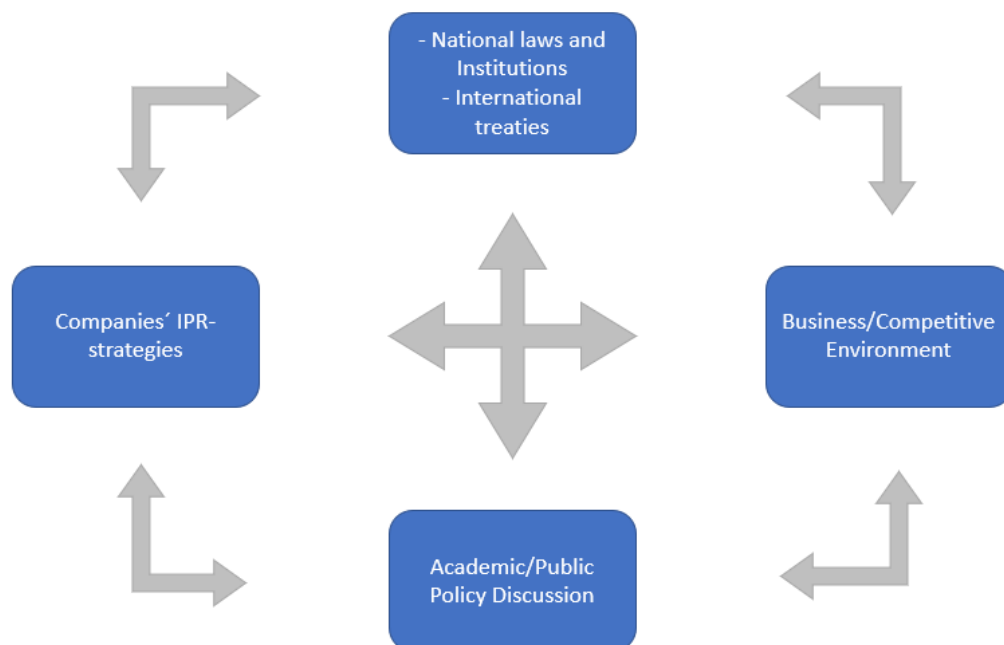 - National laws and
Institutions
- International
treaties
Companies´ IPR-
strategies
Business/Competitive
Environment
Academic/Public
Policy Discussion